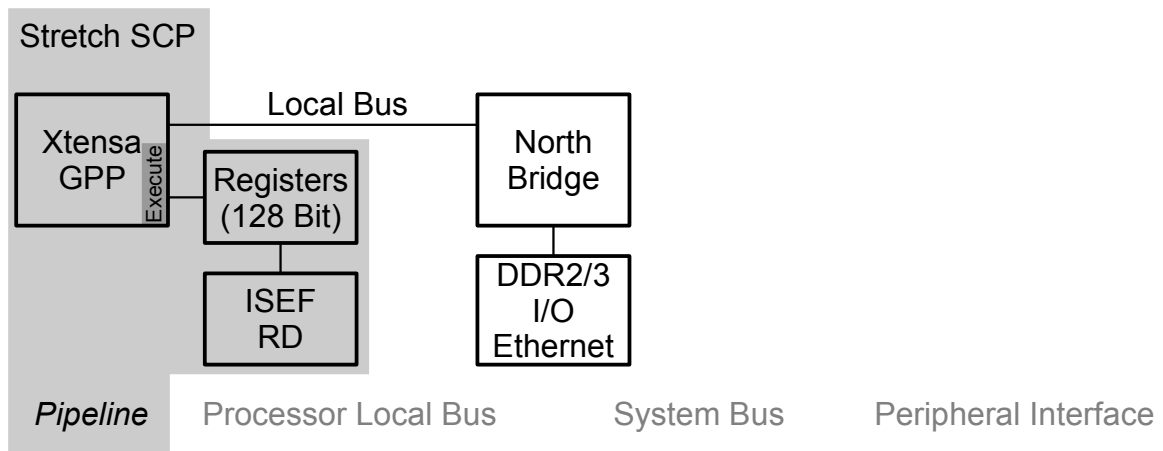 Stretch SCP
Local Bus
Xtensa
GPP
Execute
North
Bridge
Registers
(128 Bit)
ISEF
RD
DDR2/3
I/O
Ethernet
Pipeline
Processor Local Bus
System Bus
Peripheral Interface